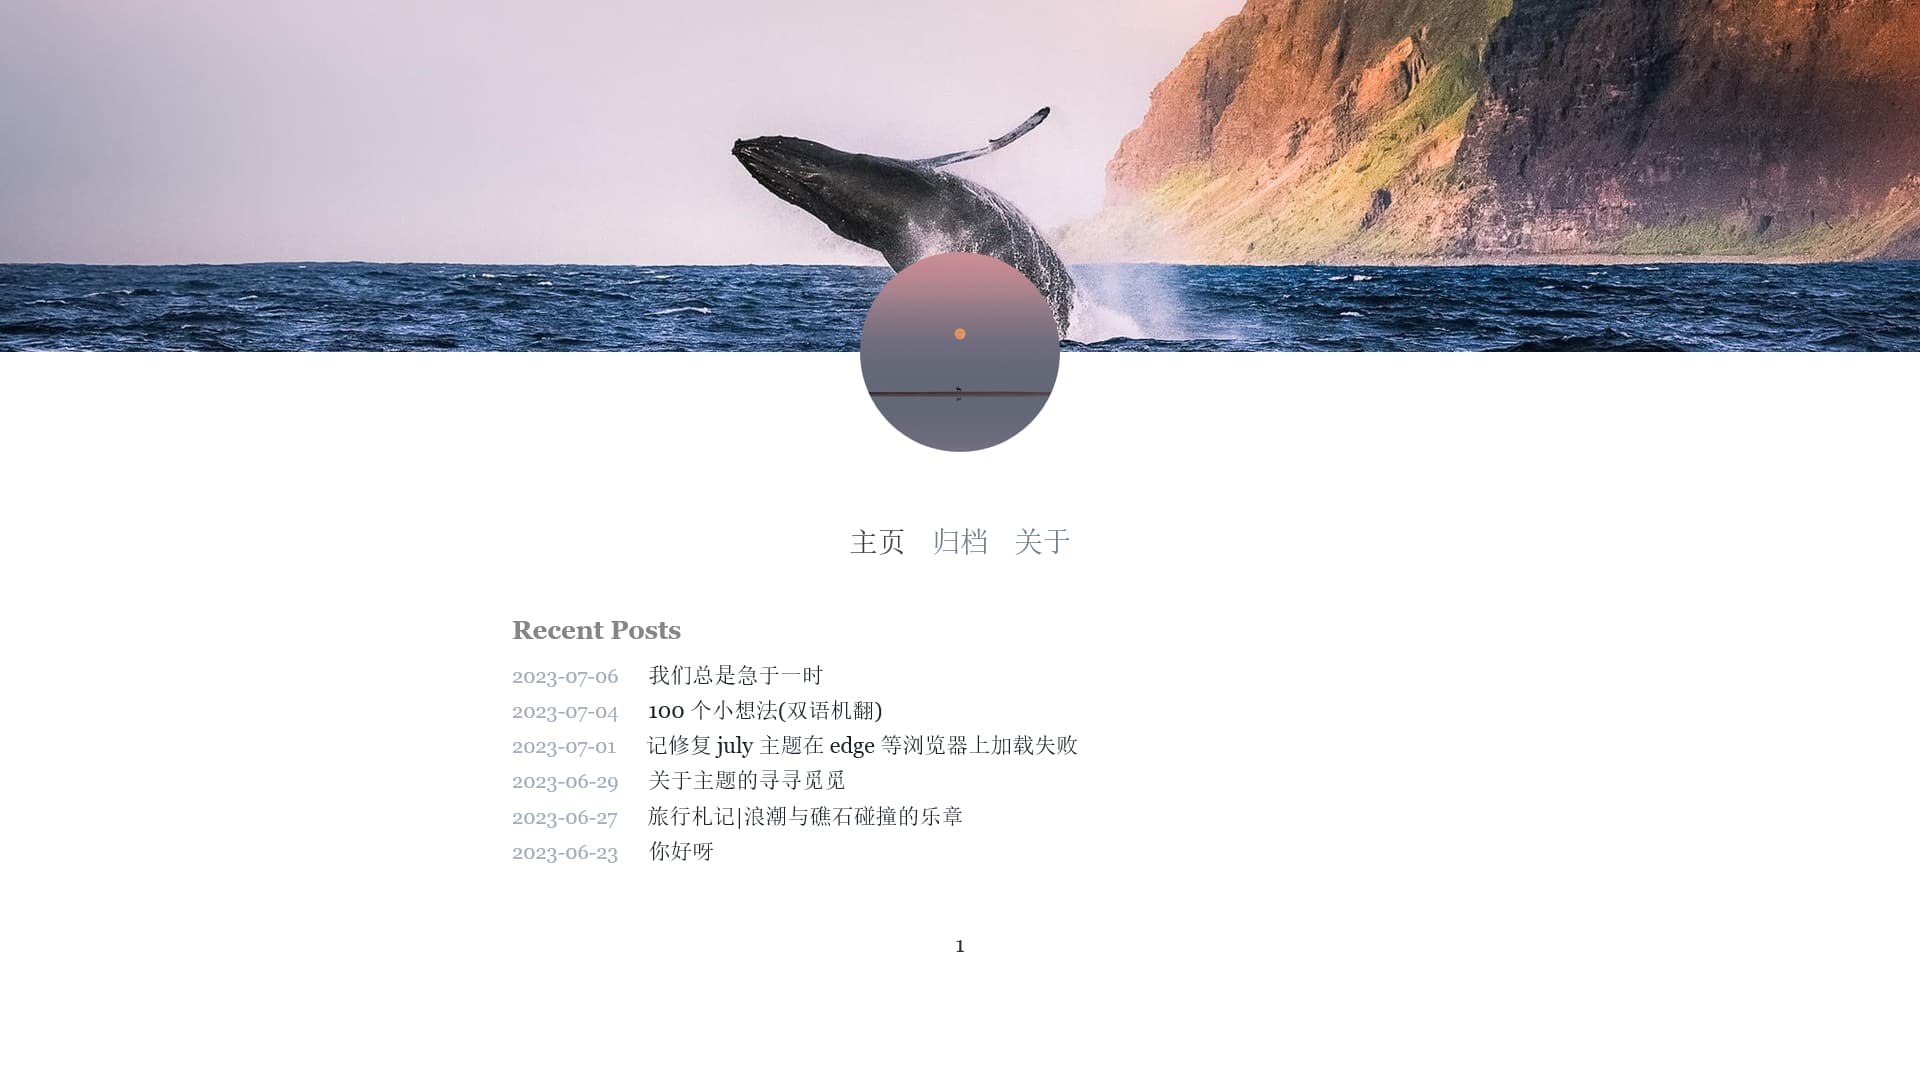 主页 归档 关于
Recent Posts
2023-07-06 我们总是急于一时
2023-07-04 100 个小想法(双语机翻)
2023-07-01 记修复 july 主题在 edge 等浏览器上加载失败
2023-06-29 关于主题的寻寻觅觅
2023-06-27 旅行札记|浪潮与礁石碰撞的乐章
2023-06-23 你好呀
1